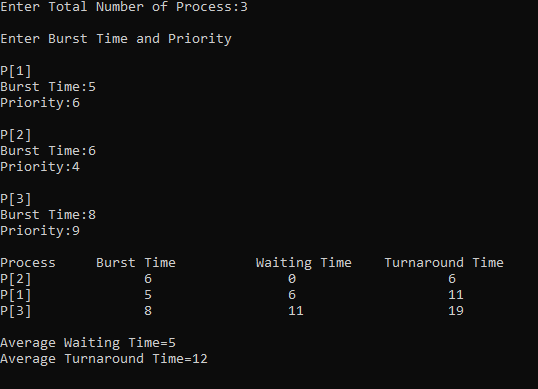 Enter Total Number of Process:3
Enter Burst Time and Priority
P[1]
Burst Time:5
Priority:6
P[2]
Burst Time:6
Priority:4
P[3]
Burst Time:8
Priority:9
Process Burst Time Waiting Time Turnaround Time
P[2] 6 0 6
P[1] 5 6 11
P[3] 8 11 19
Average Waiting Time=5
Average Turnaround Time=12